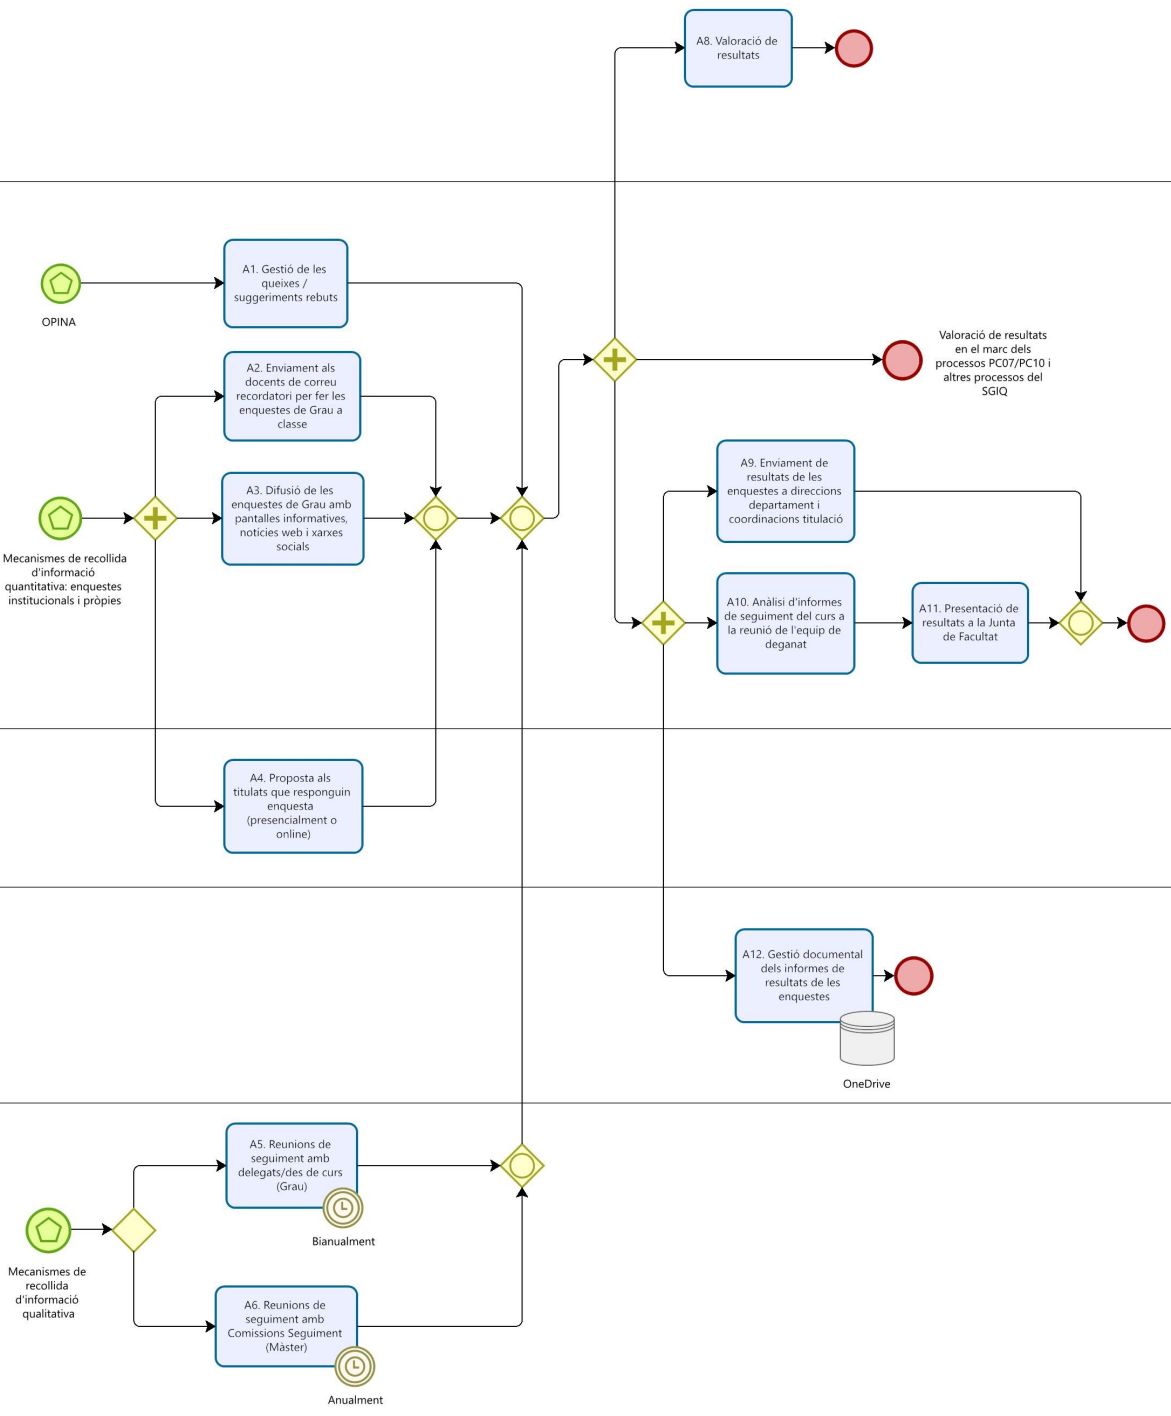 A8. Valoració de
resultats
A1. Gestió de les
queixes /
suggeriments rebuts
OPINA
A2. Enviament als
docents de correu
recordatori per fer les
enquestes de Grau a
classe
Valoració de resultats
en el marc dels
processos PC07/PC10 i
altres processos del
SGIQ
A3. Difusió de les
enquestes de Grau amb
pantalles informatives,
notícies web i xarxes
socials
Mecanismes de recollida
d'informació
quantitativa: enquestes
institucionals i pròpies
A9. Enviament de
resultats de les
enquestes a direccions
departament i
coordinacions titulació
A10. Anàlisi d'informes
de seguiment del curs a
la reunió de l'equip de
deganat
A11. Presentació de
resultats a la Junta
de Facultat
A4. Proposta als
titulats que responguin
enquesta
(presencialment o
online)
A12. Gestió documental
dels informes de
resultats de les
enquestes
OneDrive
A5. Reunions de
seguiment amb
delegats/des de curs
(Grau)
Bianualment
Mecanismes de
recollida
d'informació
qualitativa
A6. Reunions de
seguiment amb
Comissions Seguiment
(Màster)
Anualment